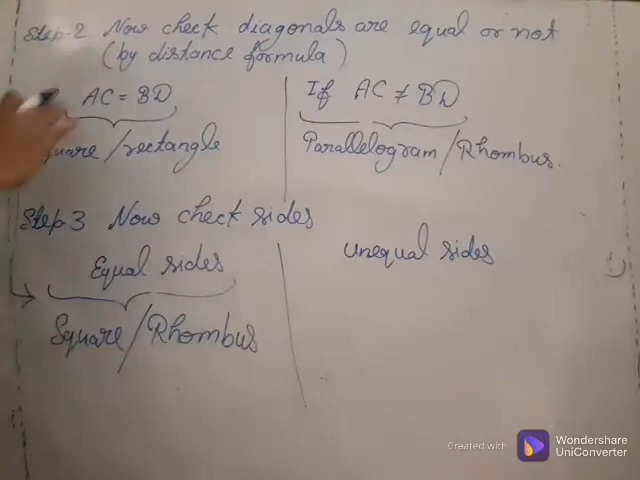 Step-2 Now check diagonals are equal or not
(by distance formula)
AC = BD
If AC ≠ BD
/rectangle
Parallelogram/Rhombus.
Step 3 Now check sides
Equal sides
unequal sides
Square/Rhombus
Created with Wondershare
UniConverter